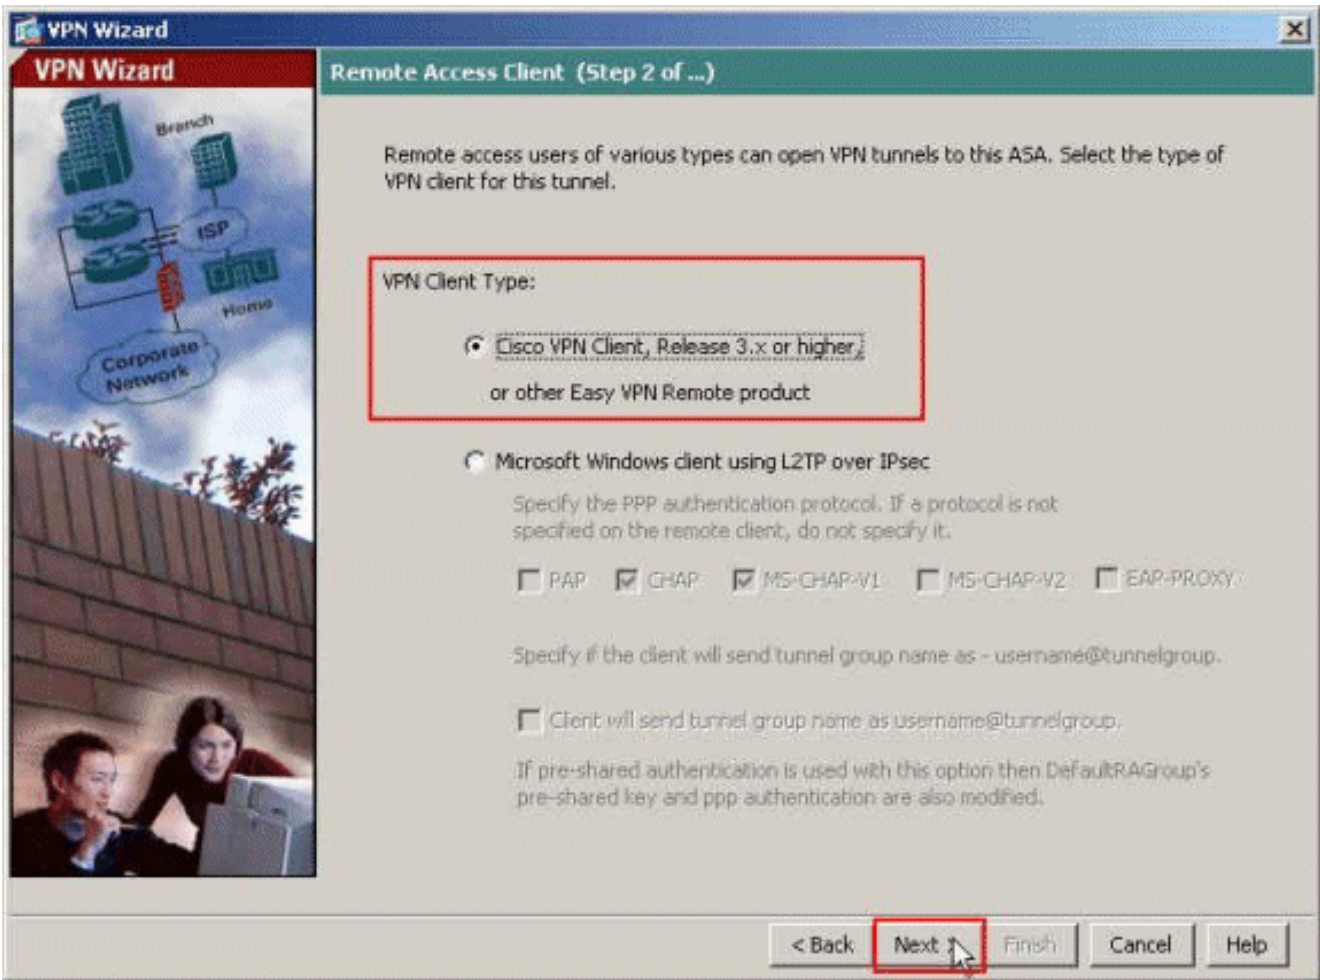 VPN Wizard
VPN Wizard
Remote Access Client (Step 2 of ...)
Branch
ISP
Home
Corporate
Network
Remote access users of various types can open VPN tunnels to this ASA. Select the type of
VPN client for this tunnel.
VPN Client Type:
Cisco VPN Client, Release 3.x or higher,
or other Easy VPN Remote product
Microsoft Windows client using L2TP over IPsec
Specify the PPP authentication protocol. If a protocol is not
specified on the remote client, do not specify it.
PAP CHAP MS-CHAP-V1 MS-CHAP-V2 EAP-PROXY
Specify if the client will send tunnel group name as - username@tunnelgroup.
Client will send tunnel group name as username@tunnelgroup.
If pre-shared authentication is used with this option then DefaultRAGroup's
pre-shared key and ppp authentication are also modified.
< Back Next > Finish Cancel Help